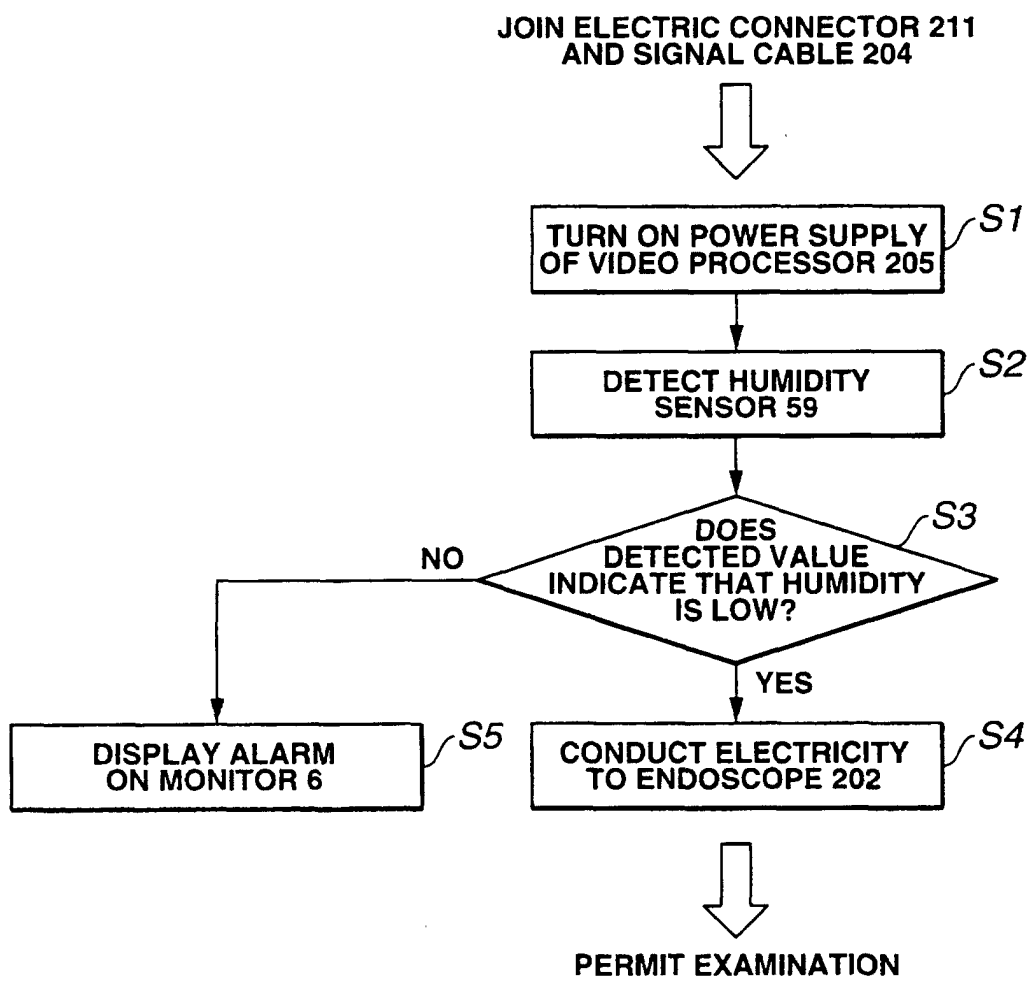 JOIN ELECTRIC CONNECTOR 211
AND SIGNAL CABLE 204
S1
TURN ON POWER SUPPLY
OF VIDEO PROCESSOR 205
S2
DETECT HUMIDITY
SENSOR 59
S3
DOES
DETECTED VALUE
INDICATE THAT HUMIDITY
IS LOW?
NO
YES
S5
DISPLAY ALARM
ON MONITOR 6
S4
CONDUCT ELECTRICITY
TO ENDOSCOPE 202
PERMIT EXAMINATION